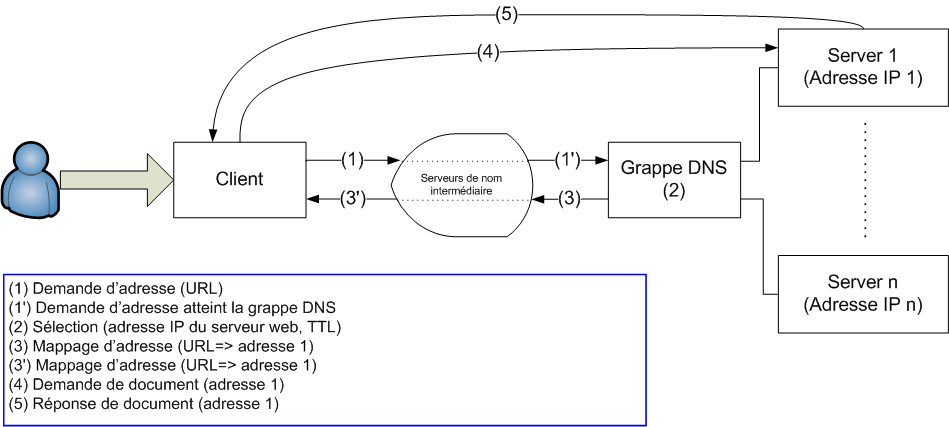 (5)
(4)
Server 1
(Adresse IP 1)
Client
(1)
(3')
Serveurs de nom
intermédiaire
(1')
(3)
Grappe DNS
(2)
Server n
(Adresse IP n)
(1) Demande d'adresse (URL)
(1') Demande d'adresse atteint la grappe DNS
(2) Sélection (adresse IP du serveur web, TTL)
(3) Mappage d'adresse (URL=> adresse 1)
(3') Mappage d'adresse (URL=> adresse 1)
(4) Demande de document (adresse 1)
(5) Réponse de document (adresse 1)